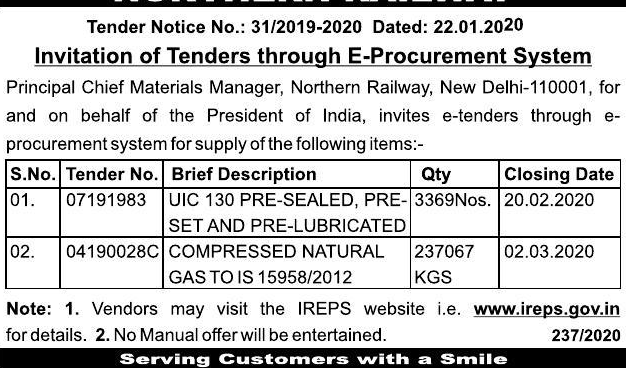 NORTHERN RAILWAY
Tender Notice No.: 31/2019-2020 Dated: 22.01.2020
Invitation of Tenders through E-Procurement System
Principal Chief Materials Manager, Northern Railway, New Delhi-110001, for
and on behalf of the President of India, invites e-tenders through e-
procurement system for supply of the following items:-
S.No. Tender No. Brief Description Qty Closing Date
01. 07191983 UIC 130 PRE-SEALED, PRE- 3369Nos. 20.02.2020
SET AND PRE-LUBRICATED
02. 04190028C COMPRESSED NATURAL 237067 02.03.2020
GAS TO IS 15958/2012 KGS
Note: 1. Vendors may visit the IREPS website i.e. www.ireps.gov.in
for details. 2. No Manual offer will be entertained. 237/2020
Serving Customers with a Smile